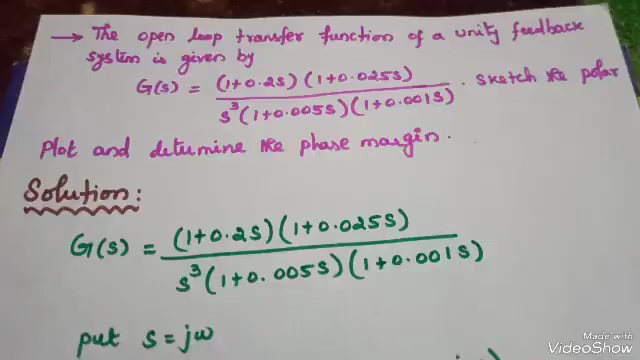 → The open loop transfer function of a unity feedback
system is given by
G(s) = (1+0.2s)(1+0.025s) / s³(1+0.005s)(1+0.001s) . sketch the polar
Plot and determine the phase margin.
Solution:
G(s) = (1+0.2s)(1+0.025s) / s³(1+0.005s)(1+0.001s)
put s = jω
Made with
VideoShow